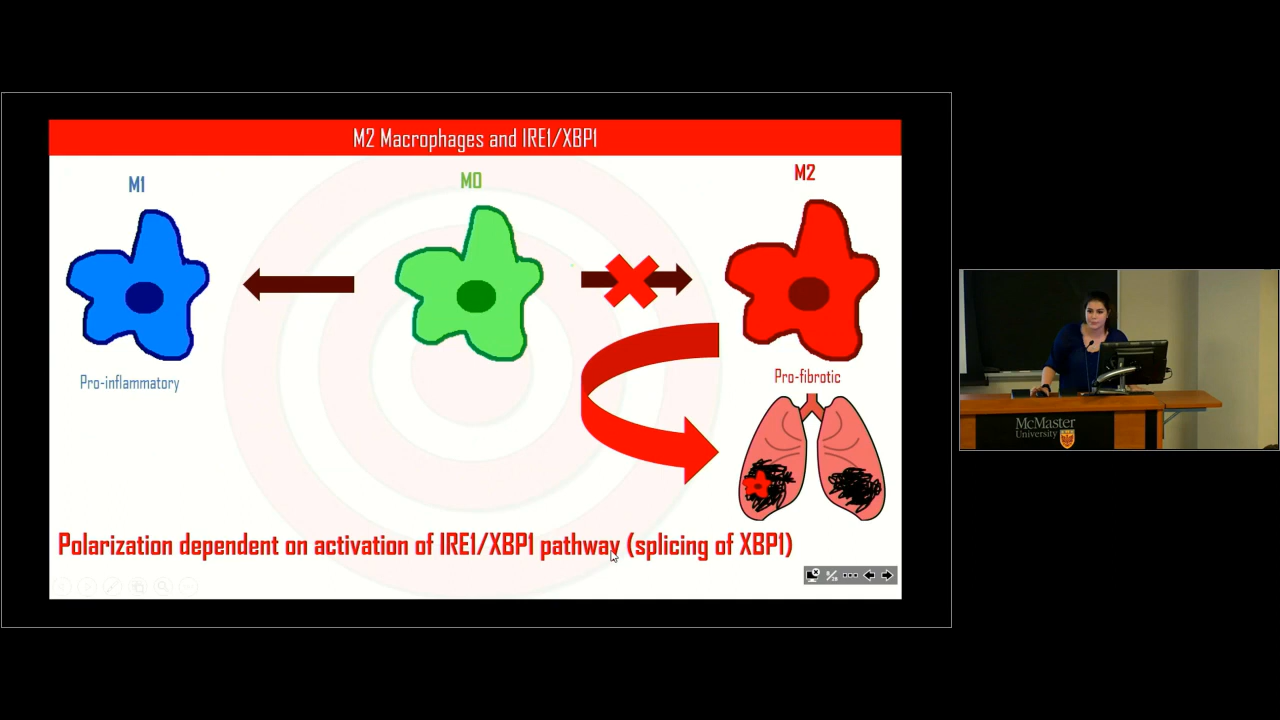 M2 Macrophages and IRE1/XBP1
M1
M0
M2
Pro-inflammatory
Pro-fibrotic
Polarization dependent on activation of IRE1/XBP1 pathway (splicing of XBP1)
McMaster
University